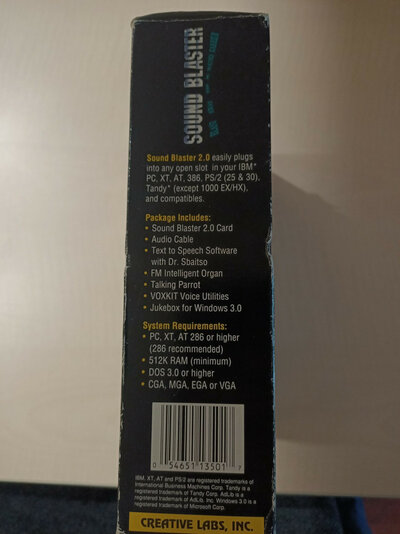 SOUND BLASTER
Sound Blaster 2.0 easily plugs
into any open slot in your IBM®
PC, XT, AT, 386, PS/2 (25 & 30),
Tandy® (except 1000 EX/HX),
and compatibles.
Package Includes:
• Sound Blaster 2.0 Card
• Audio Cable
• Text to Speech Software
with Dr. Sbaitso
• FM Intelligent Organ
• Talking Parrot
• VOXKIT Voice Utilities
• Jukebox for Windows 3.0
System Requirements:
• PC, XT, AT 286 or higher
(286 recommended)
• 512K RAM (minimum)
• DOS 3.0 or higher
• CGA, MGA, EGA or VGA
0 54651 13501 7
IBM, XT, AT and PS/2 are registered trademarks of
International Business Machines Corp. Tandy is a
registered trademark of Tandy Corp. AdLib is a
registered trademark of AdLib, Inc. Windows 3.0 is a
registered trademark of Microsoft Corp.
CREATIVE LABS, INC.